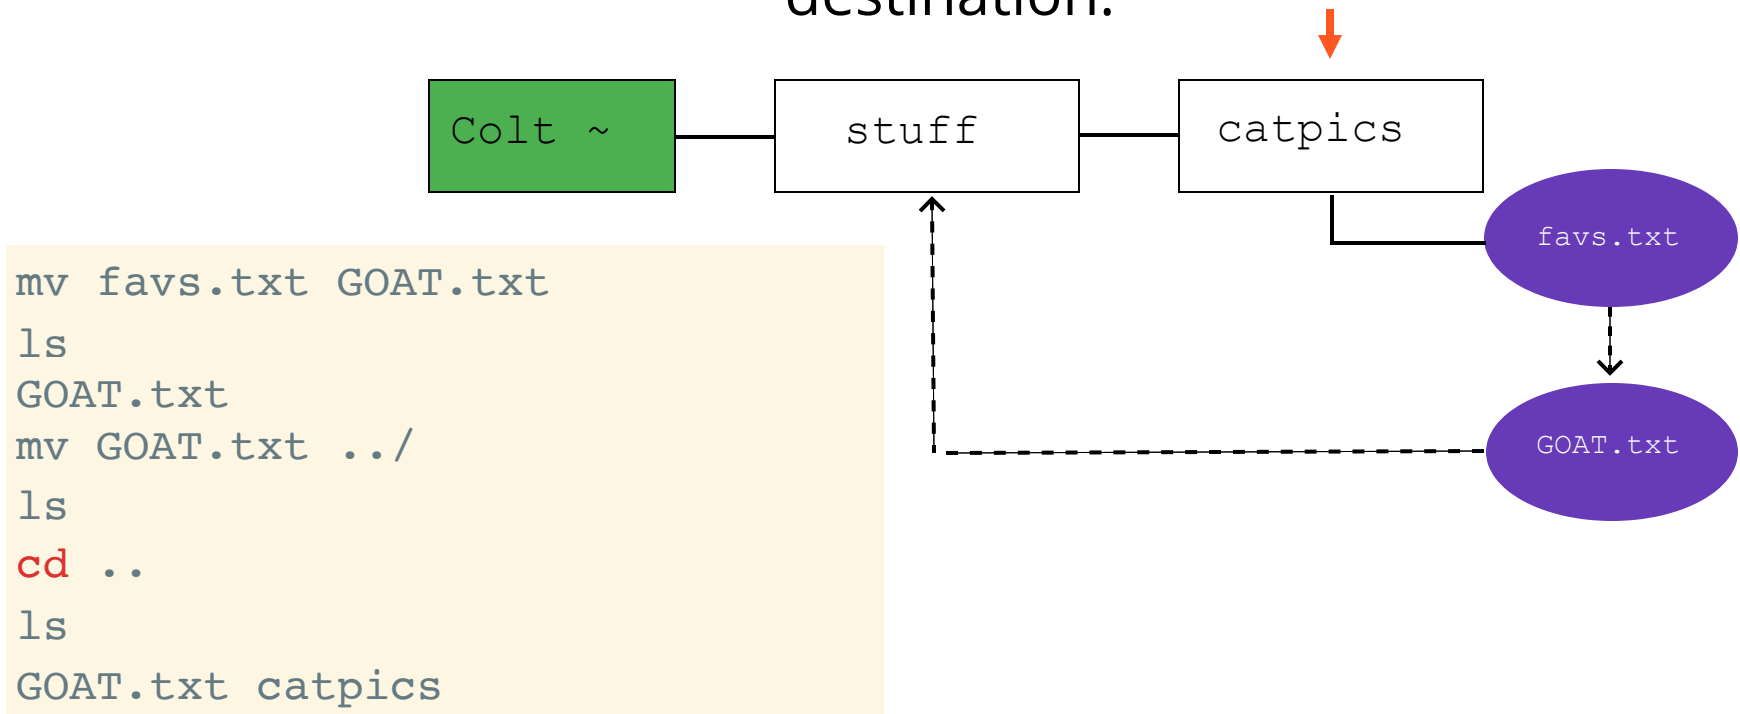 destination.
Colt ~
stuff
catpics
favs.txt
GOAT.txt
mv favs.txt GOAT.txt
ls
GOAT.txt
mv GOAT.txt ../
ls
cd ..
ls
GOAT.txt catpics